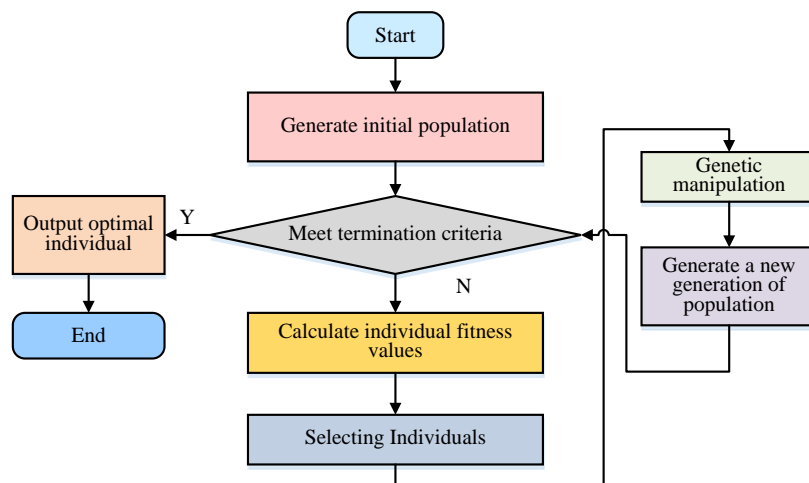 Start
Generate initial population
Meet termination criteria
Y
Output optimal
individual
End
N
Calculate individual fitness
values
Selecting Individuals
Genetic
manipulation
Generate a new
generation of
population